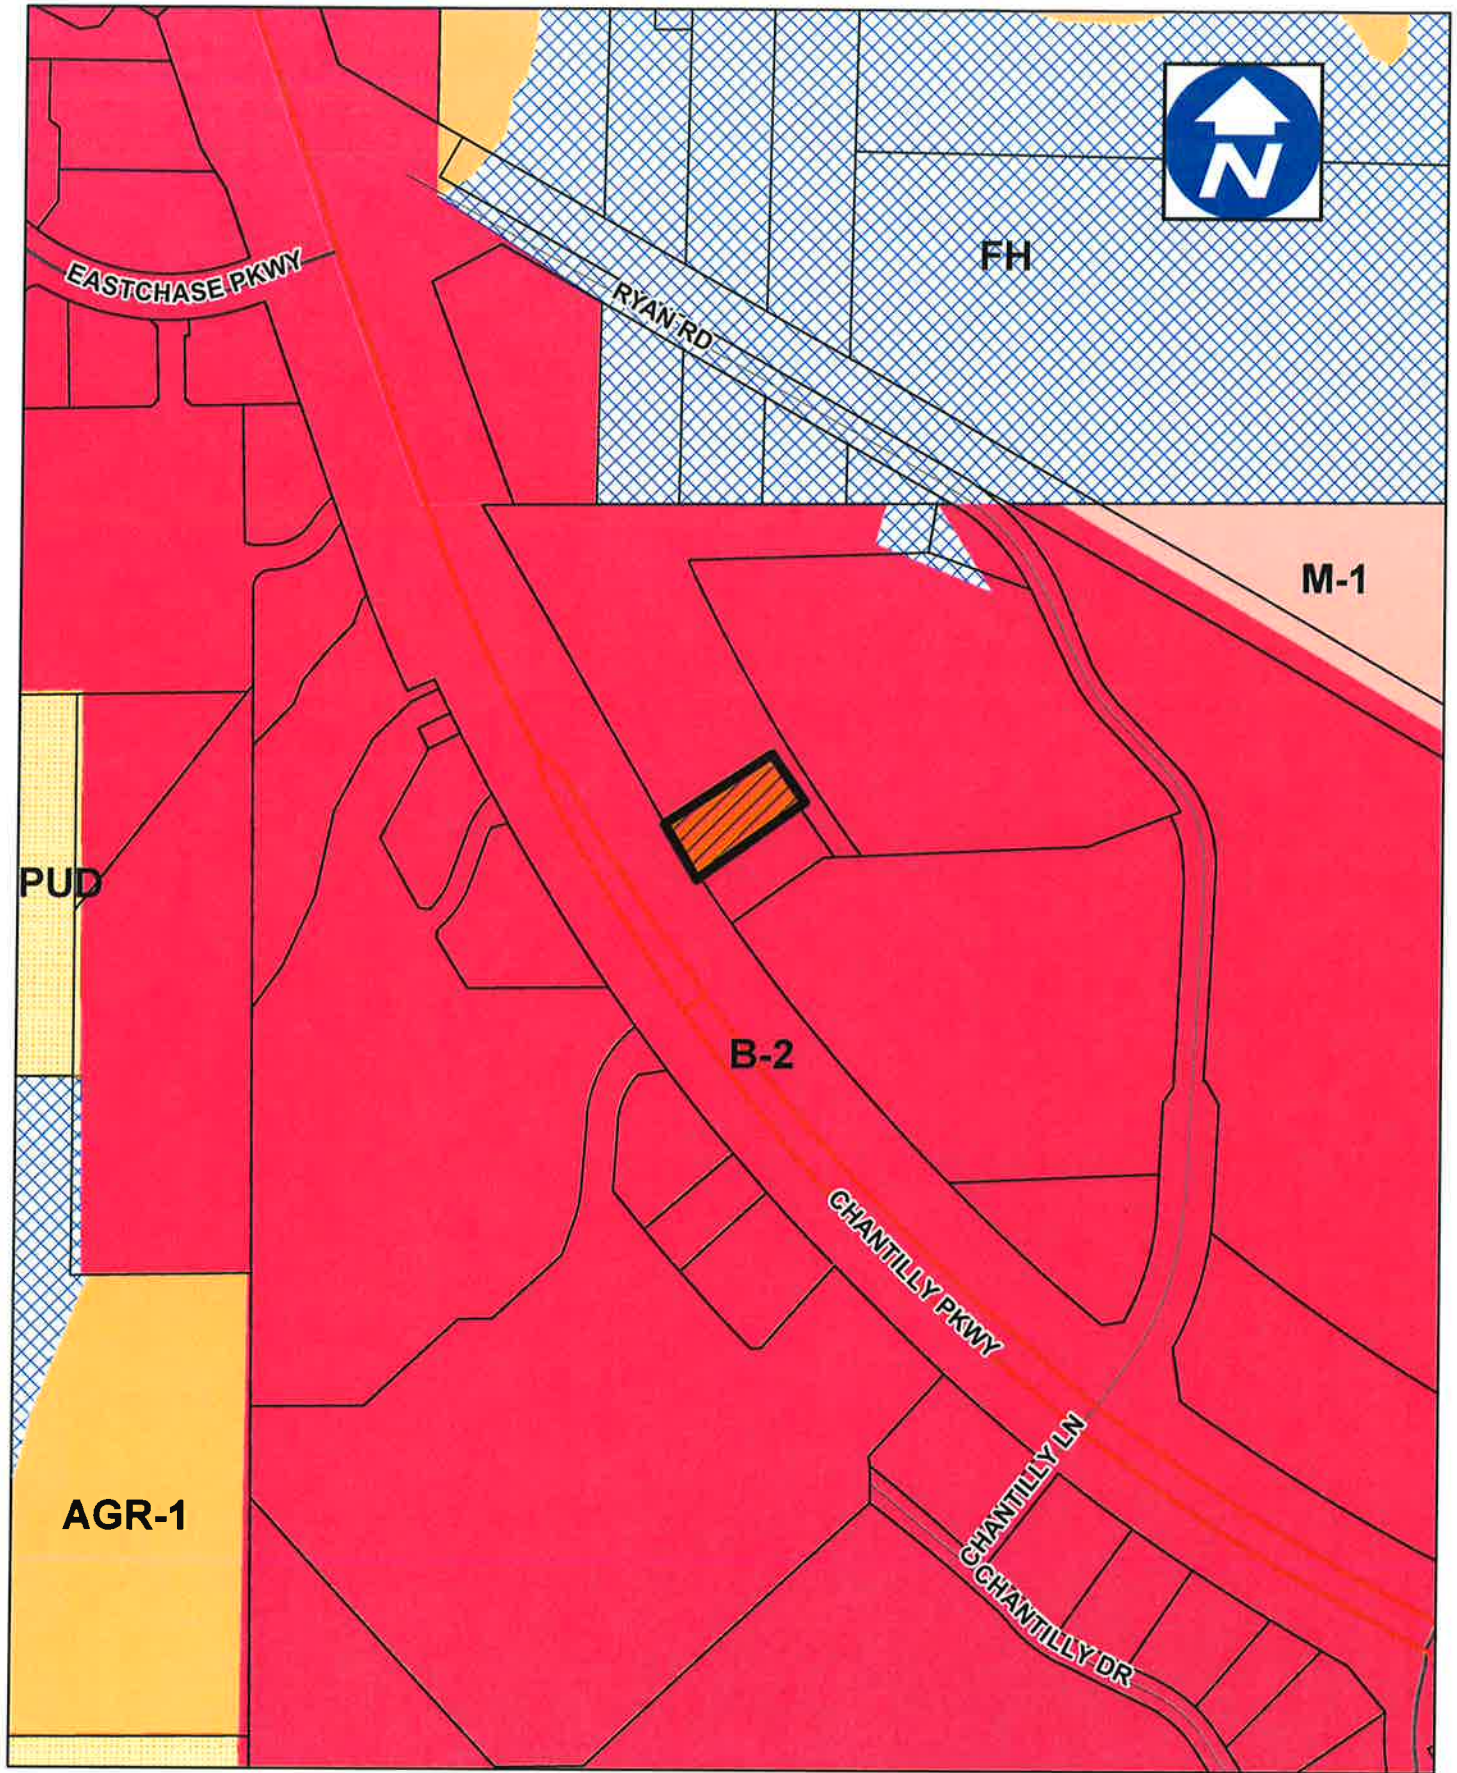 N
FH
EASTCHASE PKWY
RYAN RD
M-1
PUD
B-2
CHANTILLY PKWY
CHANTILLY LN
AGR-1
CHANTILLY DR